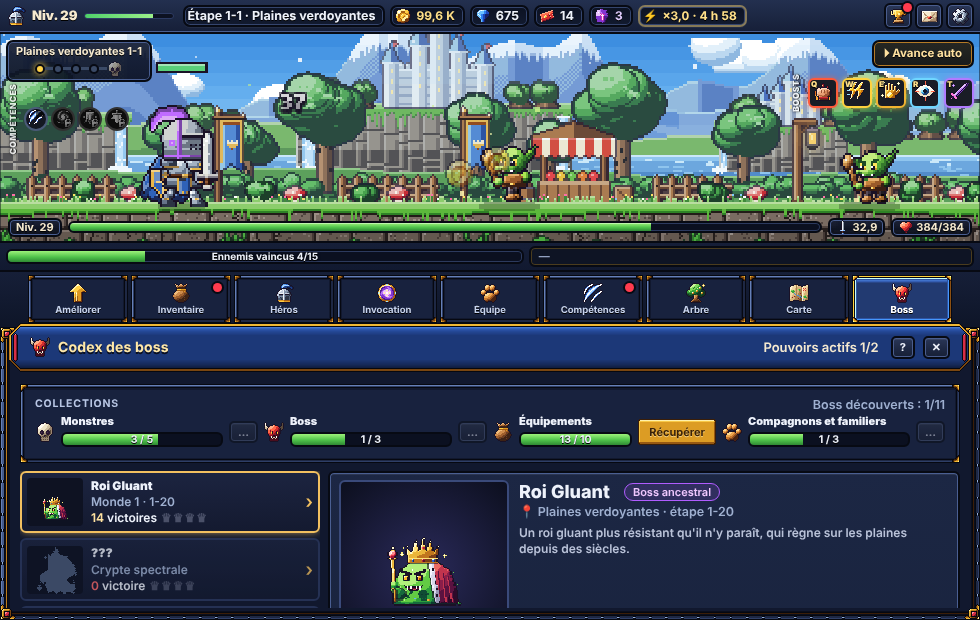 Niv. 29
Étape 1-1 · Plaines verdoyantes
99,6 K
675
14
3
×3,0 · 4 h 58
Plaines verdoyantes 1-1
Avance auto
COMPÉTENCES
BOOSTS
Q
W
E
R
T
37
Niv. 29
32,9
384/384
Ennemis vaincus 4/15
—
Améliorer
Inventaire
Héros
Invocation
Equipe
Compétences
Arbre
Carte
Boss
Codex des boss
Pouvoirs actifs 1/2
?
×
COLLECTIONS
Boss découverts : 1/11
Monstres
3 / 5
...
Boss
1 / 3
...
Équipements
13 / 10
Récupérer
Compagnons et familiers
1 / 3
...
Roi Gluant
Monde 1 · 1-20
14 victoires
???
Crypte spectrale
0 victoire
Roi Gluant
Boss ancestral
Plaines verdoyantes · étape 1-20
Un roi gluant plus résistant qu'il n'y paraît, qui règne sur les plaines
depuis des siècles.